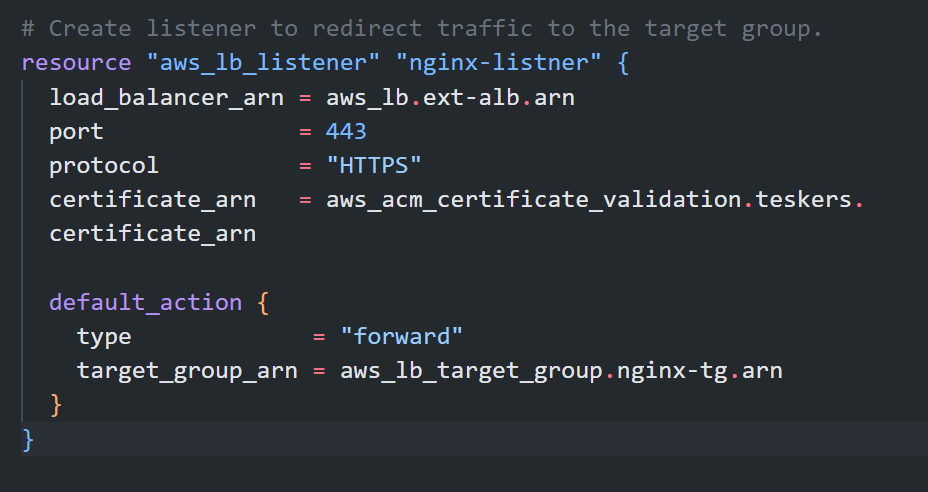 # Create listener to redirect traffic to the target group.
resource "aws_lb_listener" "nginx-listner" {
  load_balancer_arn = aws_lb.ext-alb.arn
  port              = 443
  protocol          = "HTTPS"
  certificate_arn   = aws_acm_certificate_validation.teskers.
  certificate_arn

  default_action {
    type             = "forward"
    target_group_arn = aws_lb_target_group.nginx-tg.arn
  }
}